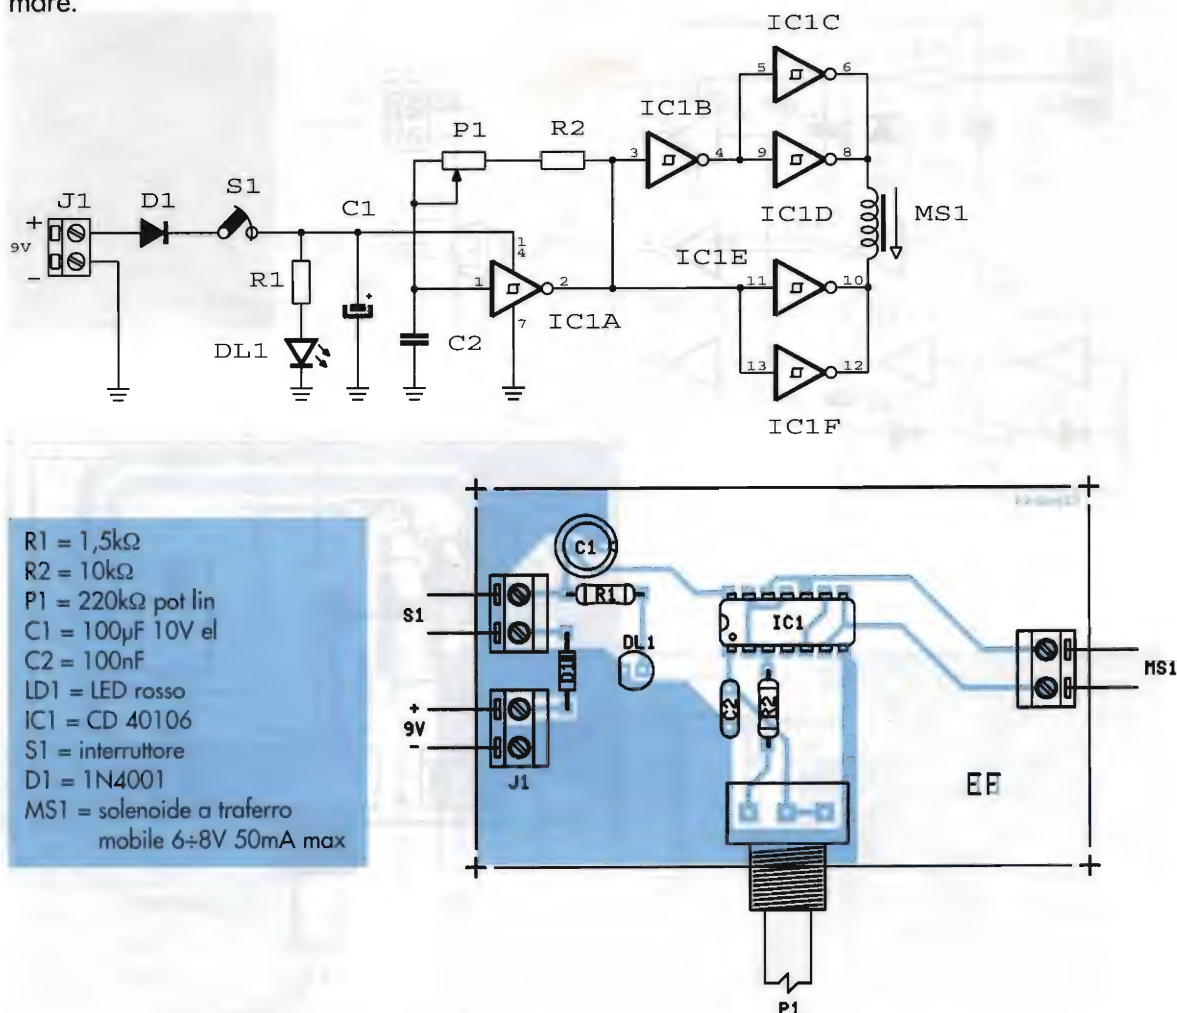 mare.
IC1C
5
6
IC1B
P1
R2
3
4
9
8
J1
D1
S1
C1
IC1D
MS1
+
9V
-
1
4
R1
IC1E
11
10
1
2
7
IC1A
DL1
C2
13
12
IC1F
R1 = 1,5kΩ
R2 = 10kΩ
P1 = 220kΩ pot lin
C1 = 100µF 10V el
C2 = 100nF
LD1 = LED rosso
IC1 = CD 40106
S1 = interruttore
D1 = 1N4001
MS1 = solenoide a traferro
mobile 6÷8V 50mA max
C1
S1
R1
IC1
DL1
D1
MS1
+
9V
-
C2
R2
J1
EF
P1